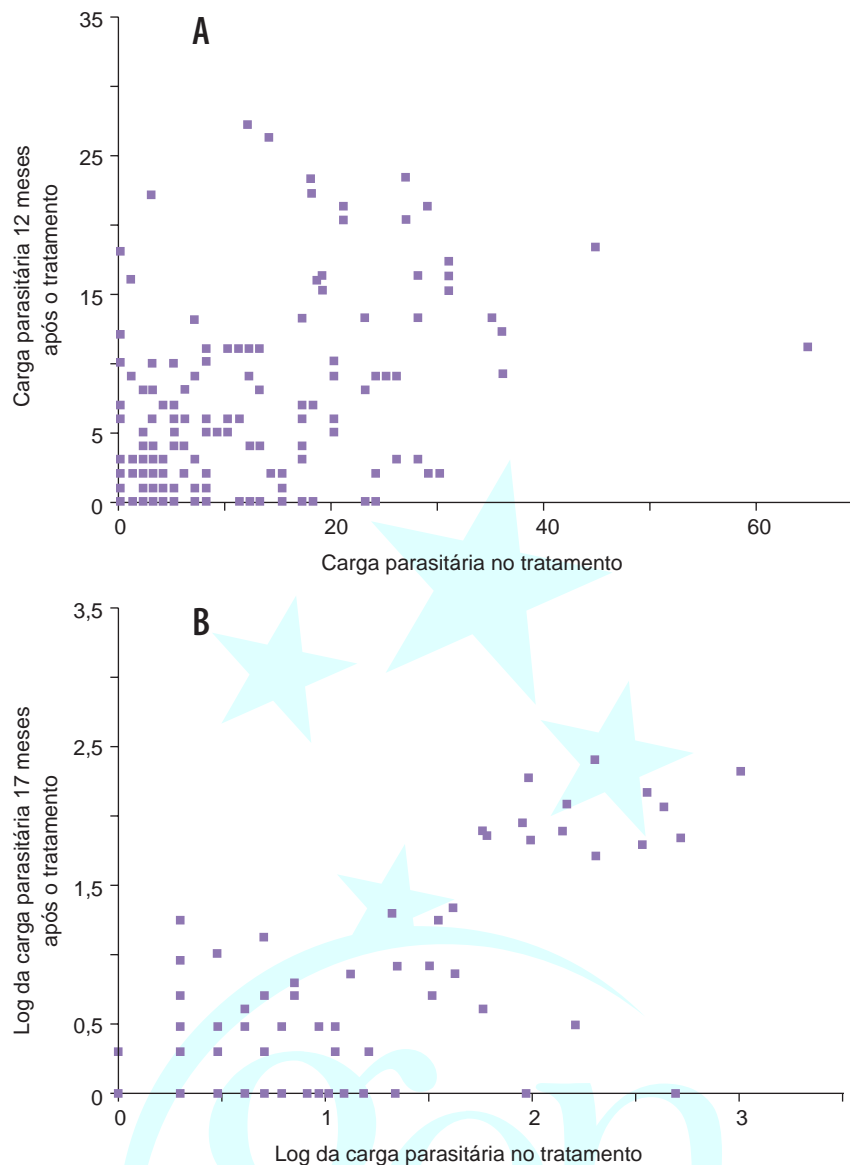 A
35
25
15
5
0
Carga parasitária 12 meses
após o tratamento
0 20 40 60
Carga parasitária no tratamento
B
3,5
2,5
1,5
0,5
0
Log da carga parasitária 17 meses
após o tratamento
0 1 2 3
Log da carga parasitária no tratamento